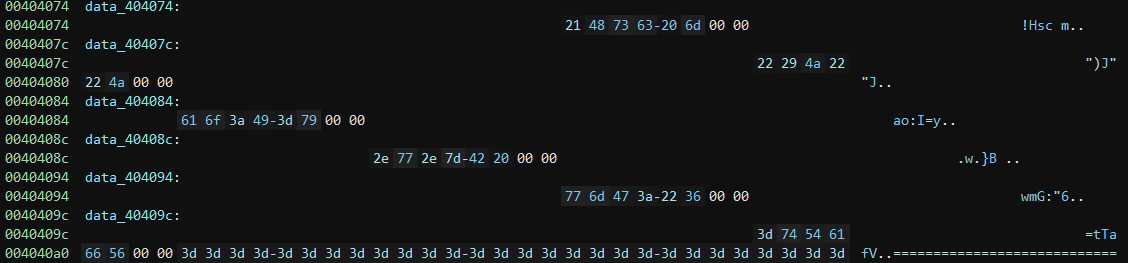 00404074 data_404074:
00404074 21 48 73 63-20 6d 00 00 !Hsc m..
0040407c data_40407c:
0040407c 22 29 4a 22 ")J"
00404080 22 4a 00 00 "J..
00404084 data_404084:
00404084 61 6f 3a 49-3d 79 00 00 ao:I=y..
0040408c data_40408c:
0040408c 2e 77 2e 7d-42 20 00 00 .w.}B ..
00404094 data_404094:
00404094 77 6d 47 3a-22 36 00 00 wmG:"6..
0040409c data_40409c:
0040409c 3d 74 54 61 =tTa
004040a0 66 56 00 00 3d 3d 3d 3d-3d 3d 3d 3d 3d 3d 3d 3d-3d 3d 3d 3d 3d 3d 3d 3d-3d 3d 3d 3d 3d 3d 3d 3d fV..============================